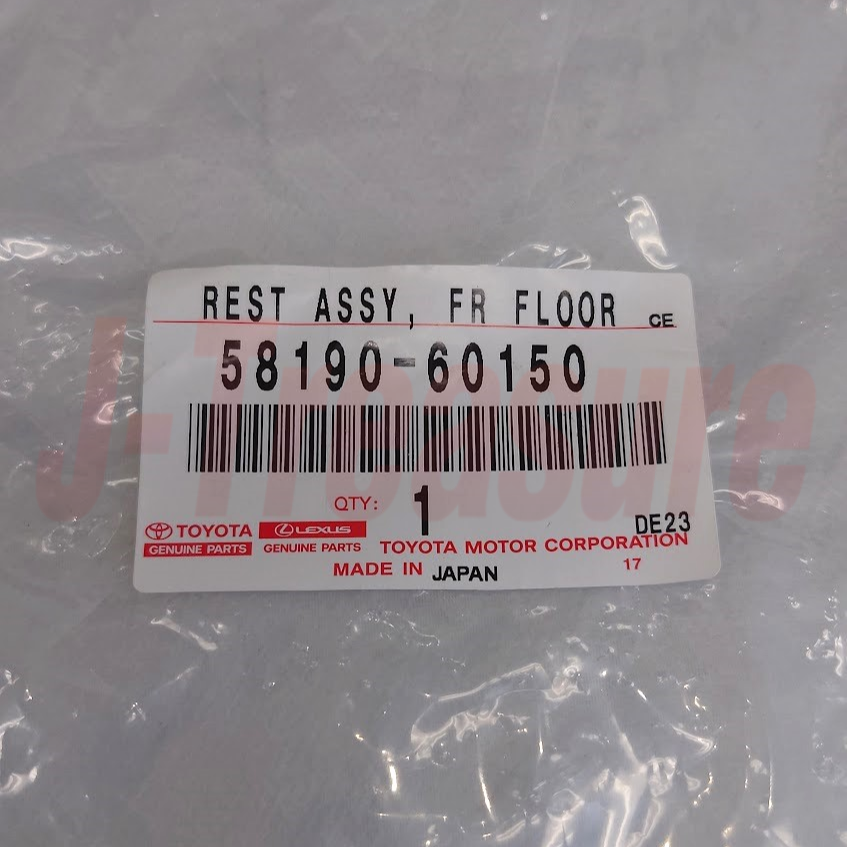 REST ASSY, FR FLOOR CE
58190-60150
QTY: 1
DE23
TOYOTA LEXUS
GENUINE PARTS GENUINE PARTS TOYOTA MOTOR CORPORATION
MADE IN JAPAN 17
J-Treasure